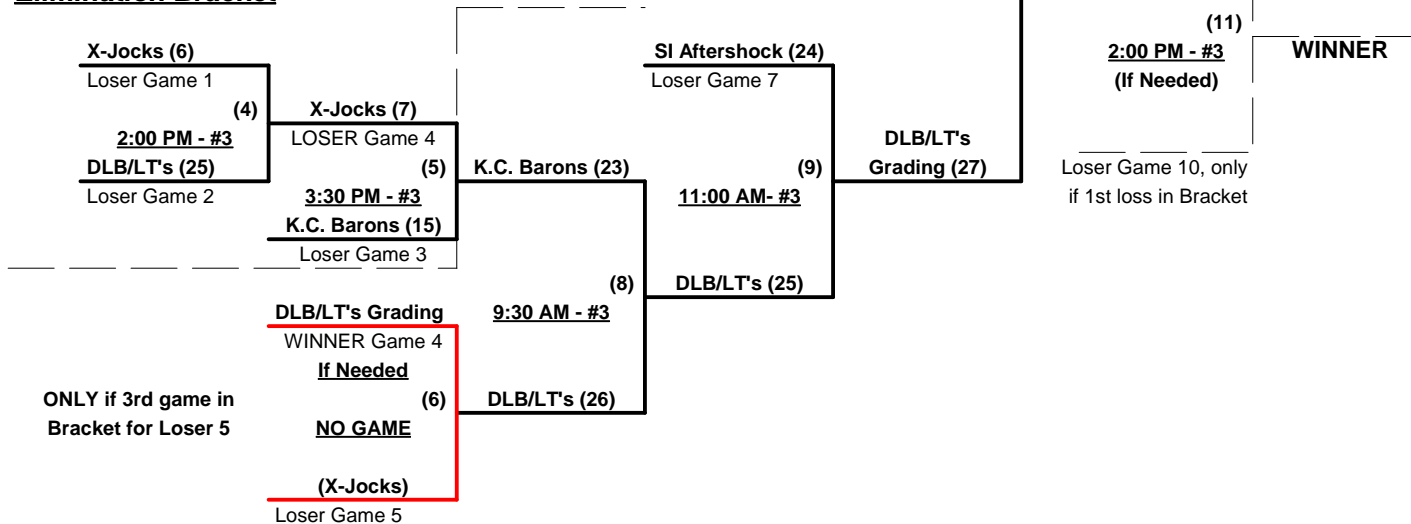 Elimination Bracket
X-Jocks (6)
Loser Game 1
(4)
2:00 PM - #3
DLB/LT's (25)
Loser Game 2
X-Jocks (7)
LOSER Game 4
(5)
3:30 PM - #3
K.C. Barons (15)
Loser Game 3
DLB/LT's Grading
WINNER Game 4
If Needed
(6)
NO GAME
(X-Jocks)
Loser Game 5
ONLY if 3rd game in
Bracket for Loser 5
K.C. Barons (23)
(8)
9:30 AM - #3
DLB/LT's (26)
SI Aftershock (24)
Loser Game 7
(9)
11:00 AM- #3
DLB/LT's (25)
DLB/LT's
Grading (27)
(11)
2:00 PM - #3
(If Needed)
Loser Game 10, only
if 1st loss in Bracket
WINNER